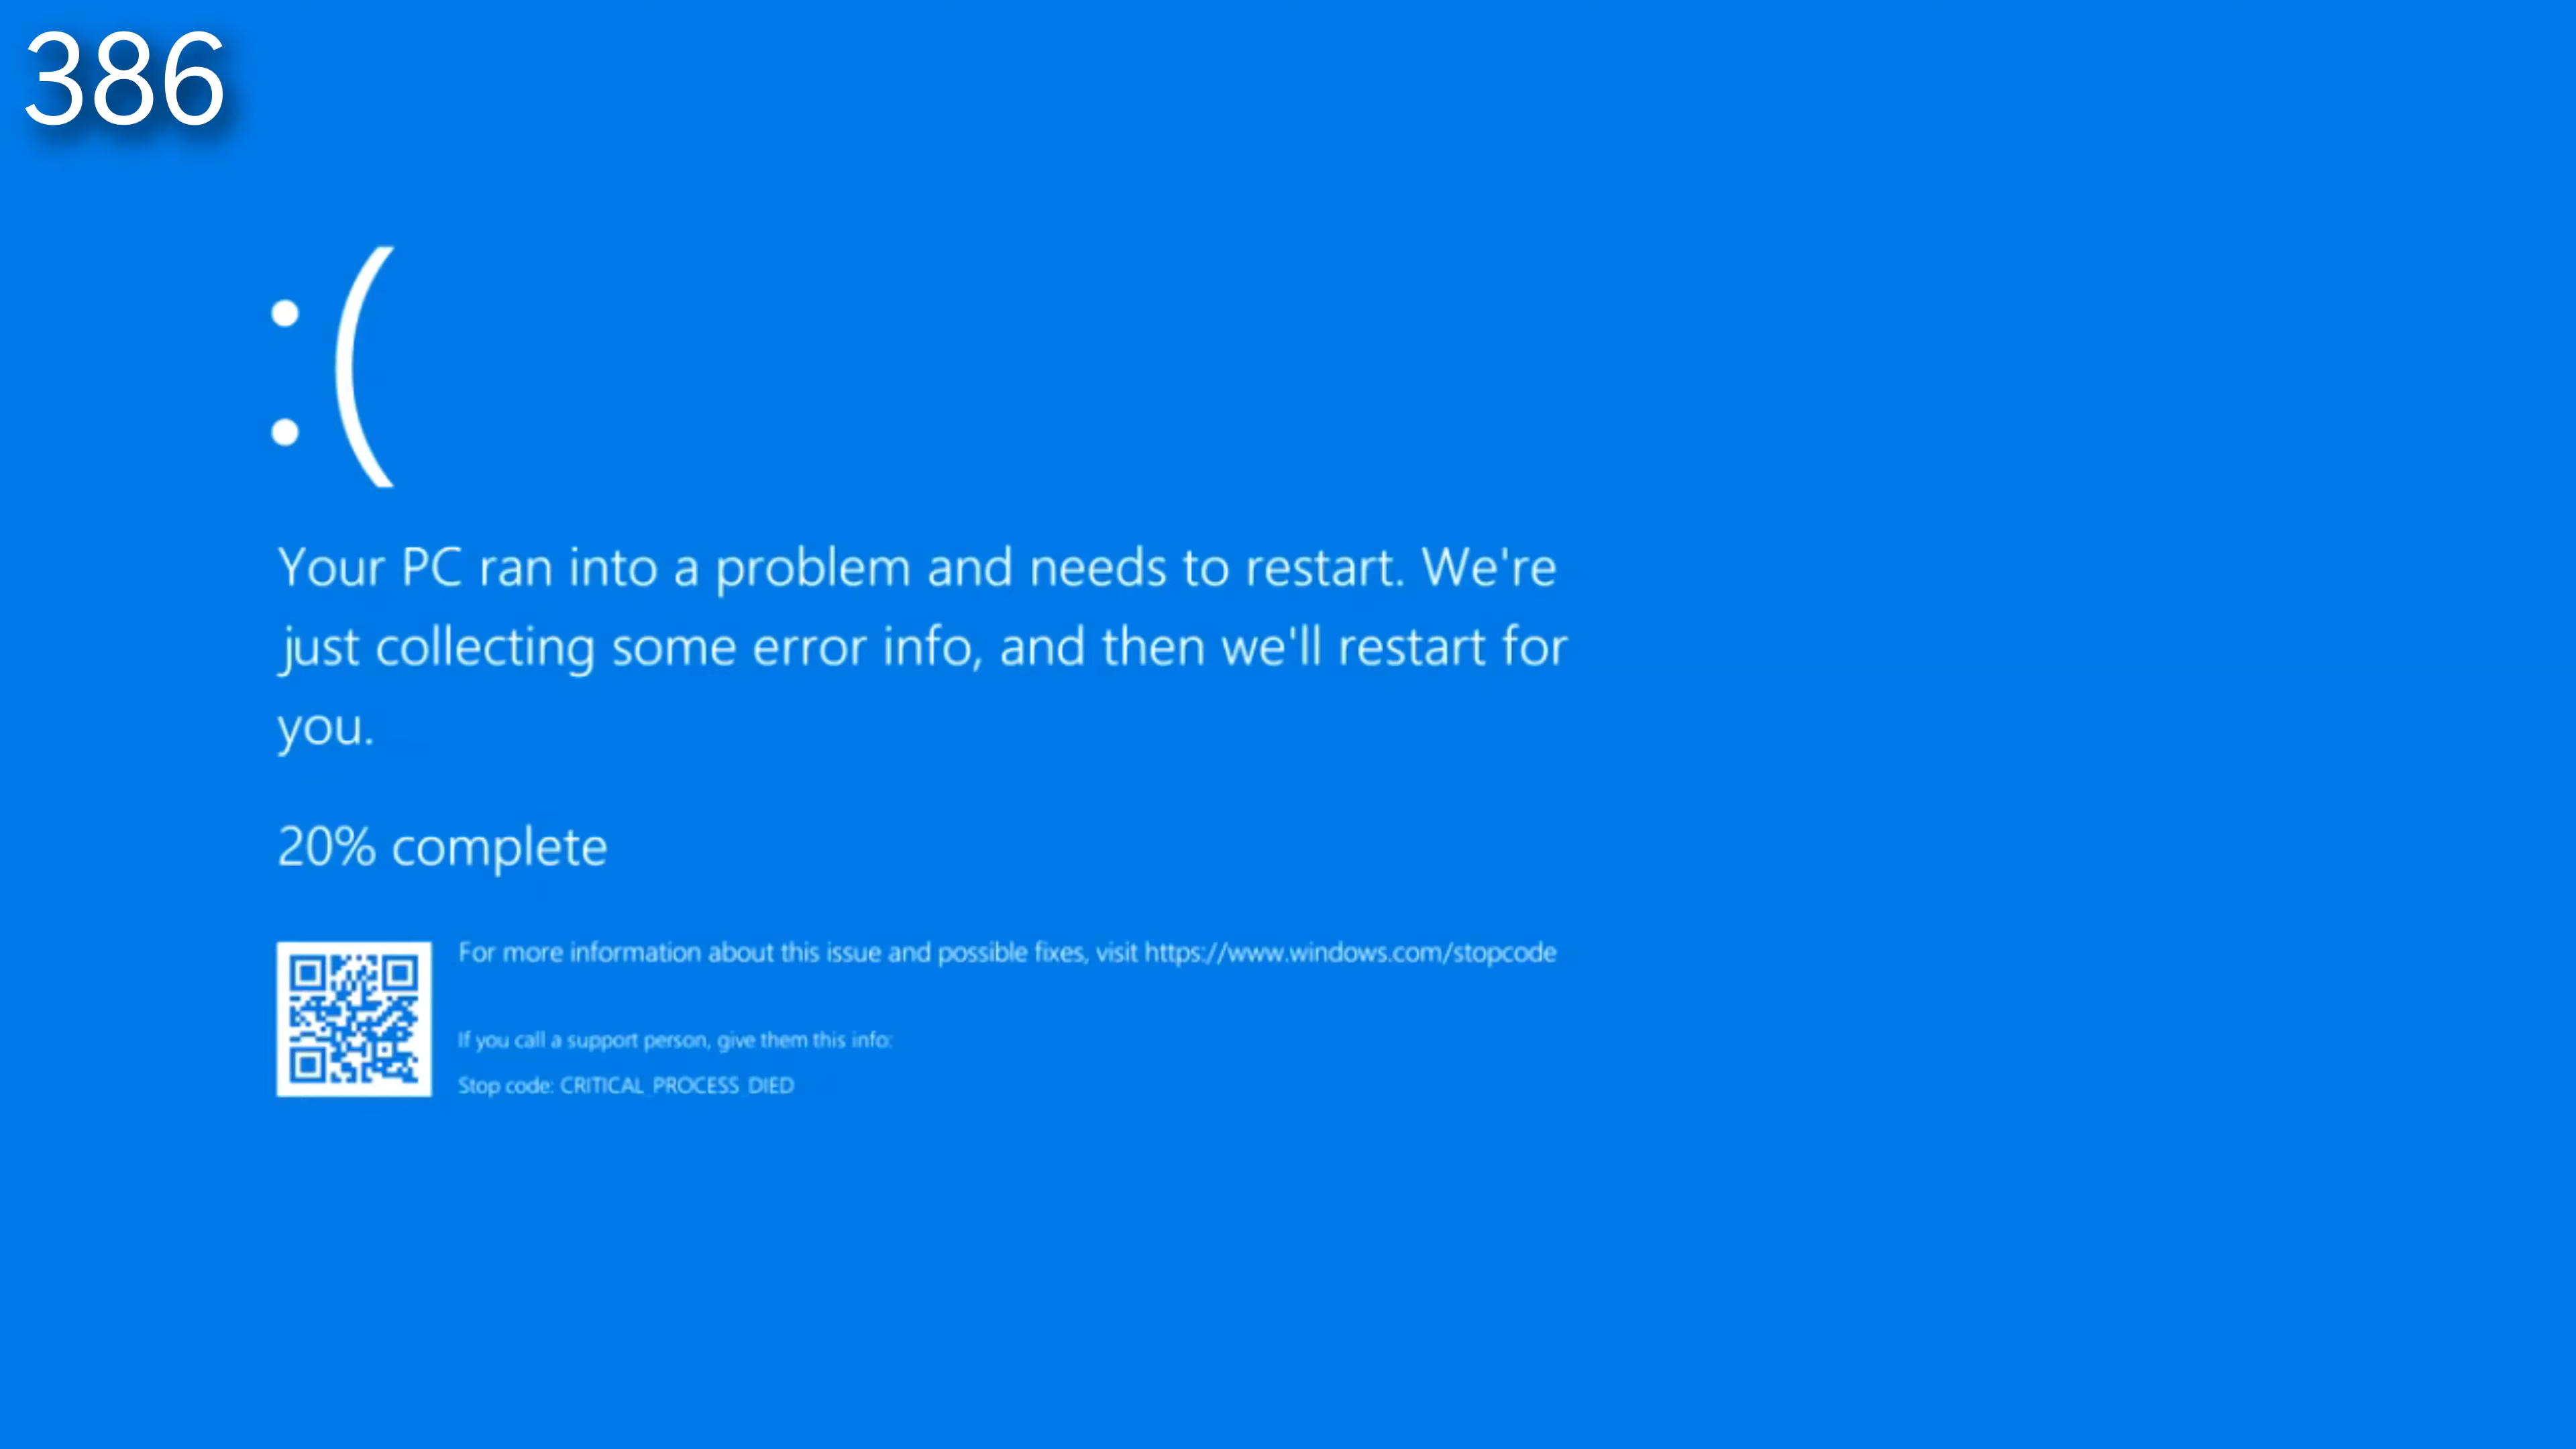 386
:(
Your PC ran into a problem and needs to restart. We're
just collecting some error info, and then we'll restart for
you.
20% complete
For more information about this issue and possible fixes, visit https://www.windows.com/stopcode
If you call a support person, give them this info:
Stop code: CRITICAL_PROCESS_DIED